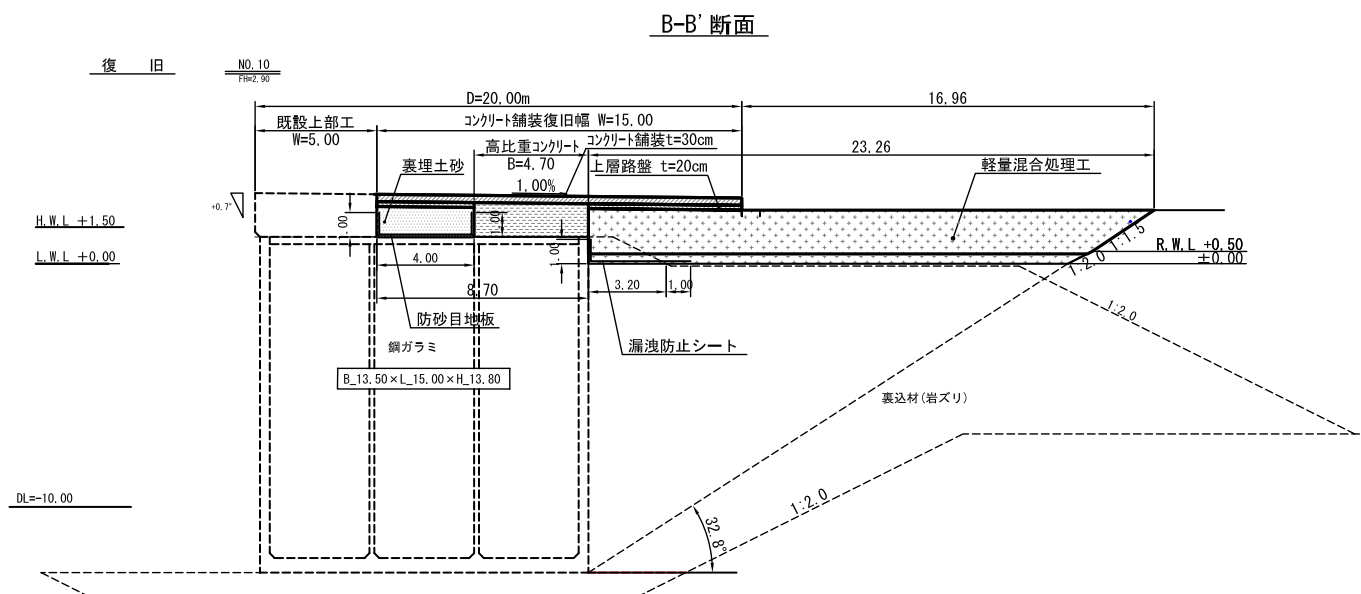 B-B' 断面
復 旧
NO.10
FH=2.90
D=20.00m
16.96
既設上部工
W=5.00
コンクリート舗装復旧幅 W=15.00
高比重コンクリート
B=4.70
コンクリート舗装t=30cm
23.26
裏埋土砂
上層路盤 t=20cm
軽量混合処理工
1.00%
+0.7°
H.W.L +1.50
1.00
1.00
1:1.5
R.W.L +0.50
L.W.L +0.00
4.00
1.00
1:2.0
±0.00
8.70
3.20
1.00
1:2.0
防砂目地板
鋼ガラミ
漏洩防止シート
B_13.50×L_15.00×H_13.80
裏込材(岩ズリ)
DL=-10.00
1:2.0
32.8°